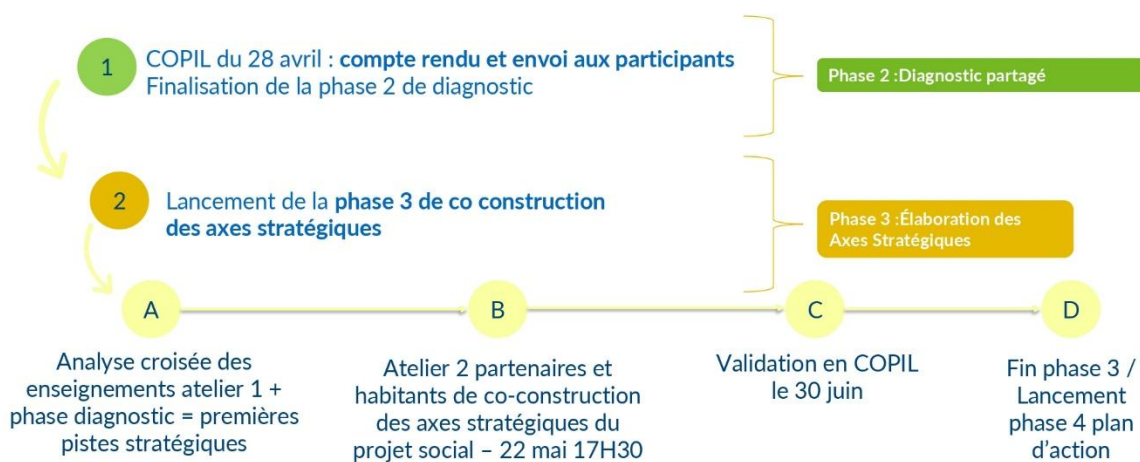 1
COPIL du 28 avril : compte rendu et envoi aux participants
Finalisation de la phase 2 de diagnostic
Phase 2 :Diagnostic partagé
2
Lancement de la phase 3 de co construction
des axes stratégiques
Phase 3 :Élaboration des
Axes Stratégiques
A
B
C
D
Analyse croisée des
enseignements atelier 1 +
phase diagnostic = premières
pistes stratégiques
Atelier 2 partenaires et
habitants de co-construction
des axes stratégiques du
projet social – 22 mai 17H30
Validation en COPIL
le 30 juin
Fin phase 3 /
Lancement
phase 4 plan
d’action